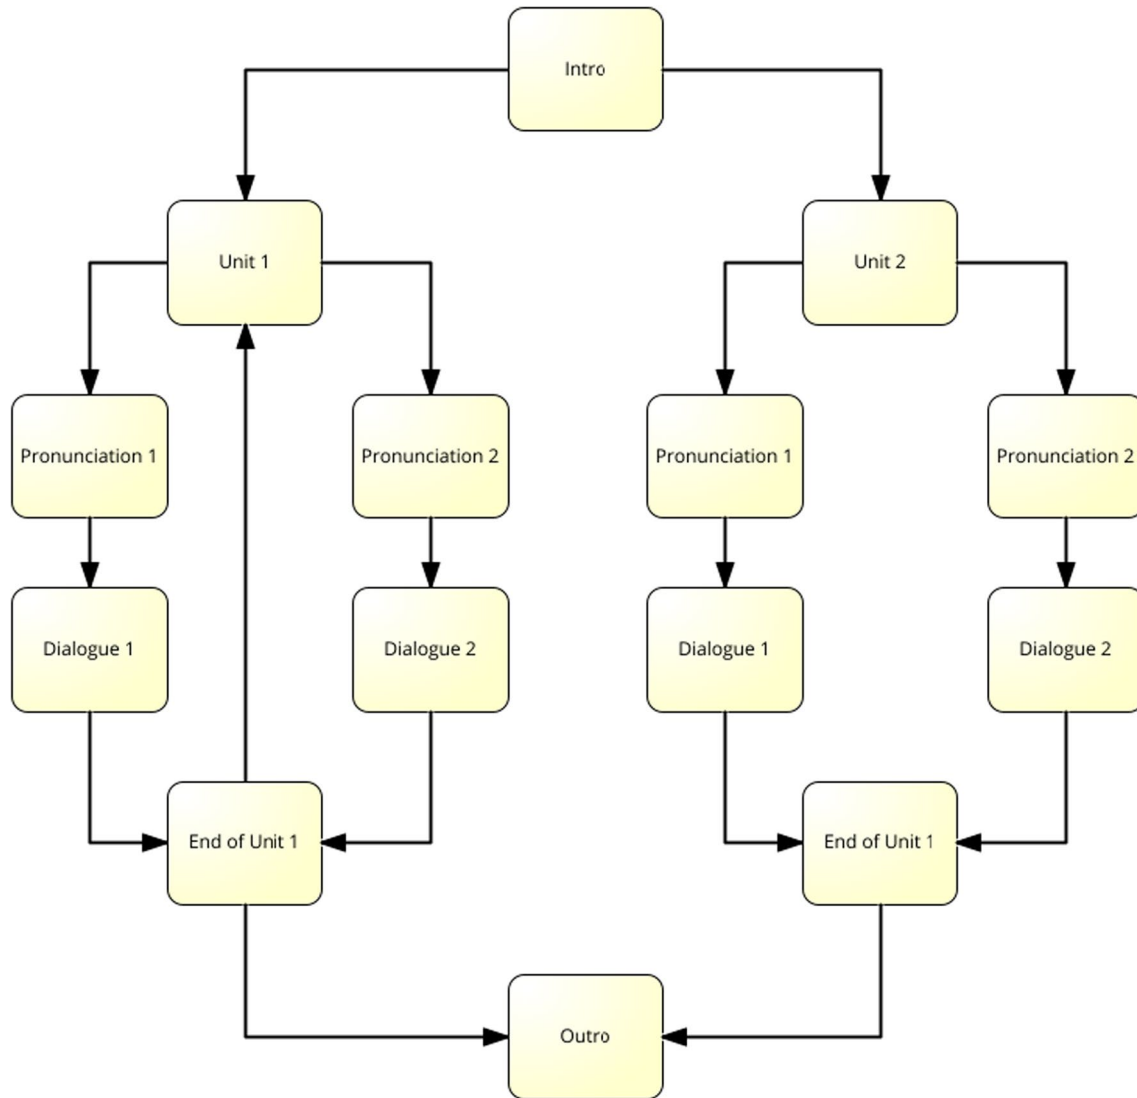 Intro
Unit 1
Unit 2
Pronunciation 1
Pronunciation 2
Pronunciation 1
Pronunciation 2
Dialogue 1
Dialogue 2
Dialogue 1
Dialogue 2
End of Unit 1
End of Unit 1
Outro